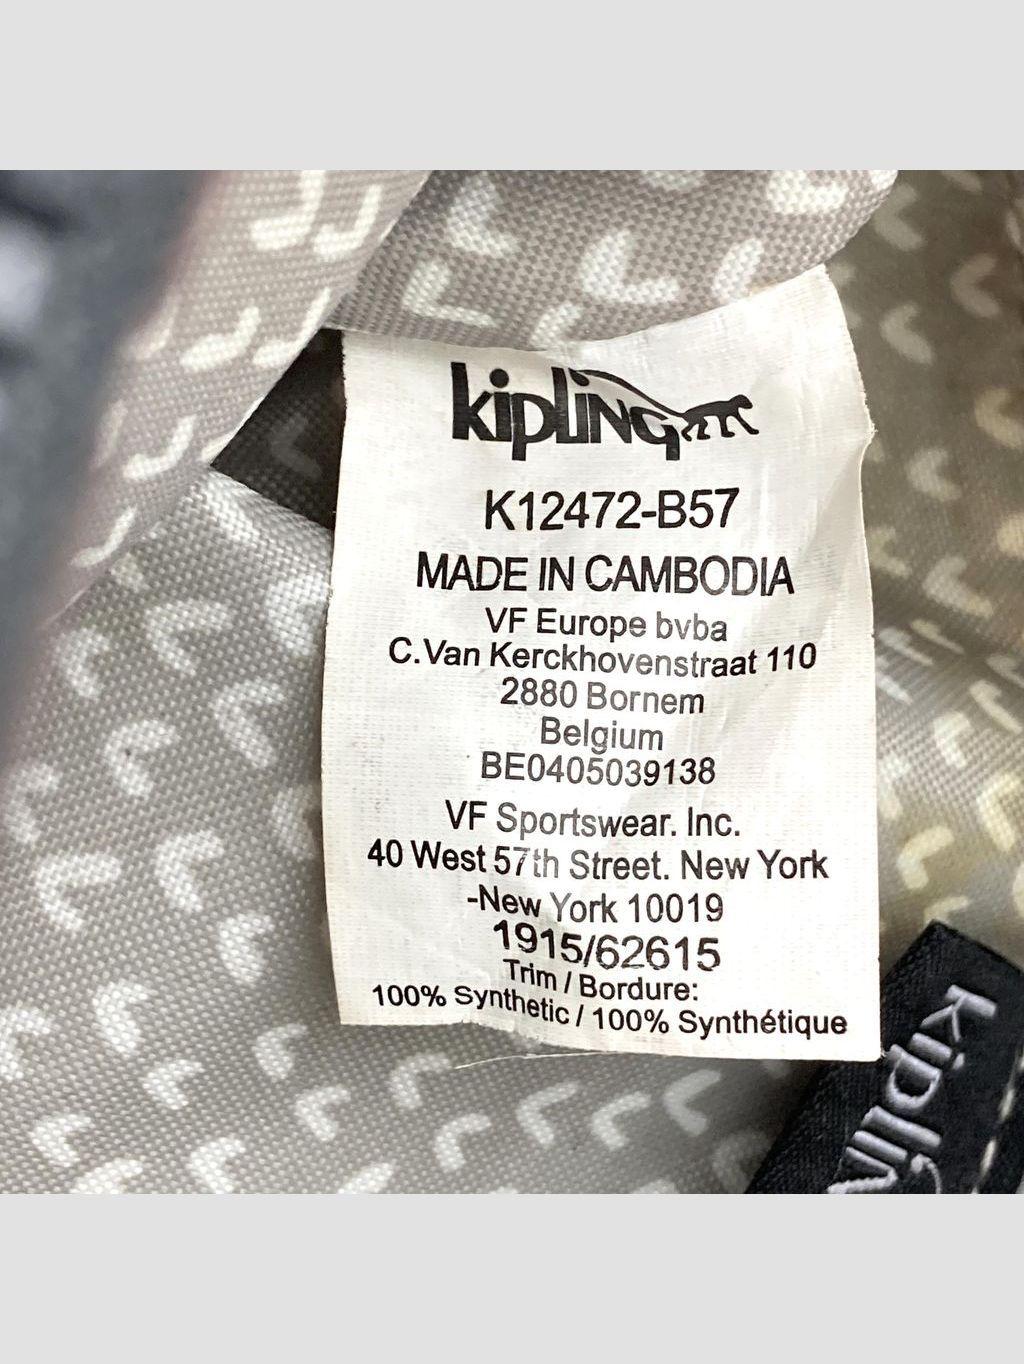 kipling
K12472-B57
MADE IN CAMBODIA
VF Europe bvba
C.Van Kerckhovenstraat 110
2880 Bornem
Belgium
BE0405039138
VF Sportswear. Inc.
40 West 57th Street. New York
-New York 10019
1915/62615
Trim / Bordure:
100% Synthetic / 100% Synthétique
kiplin